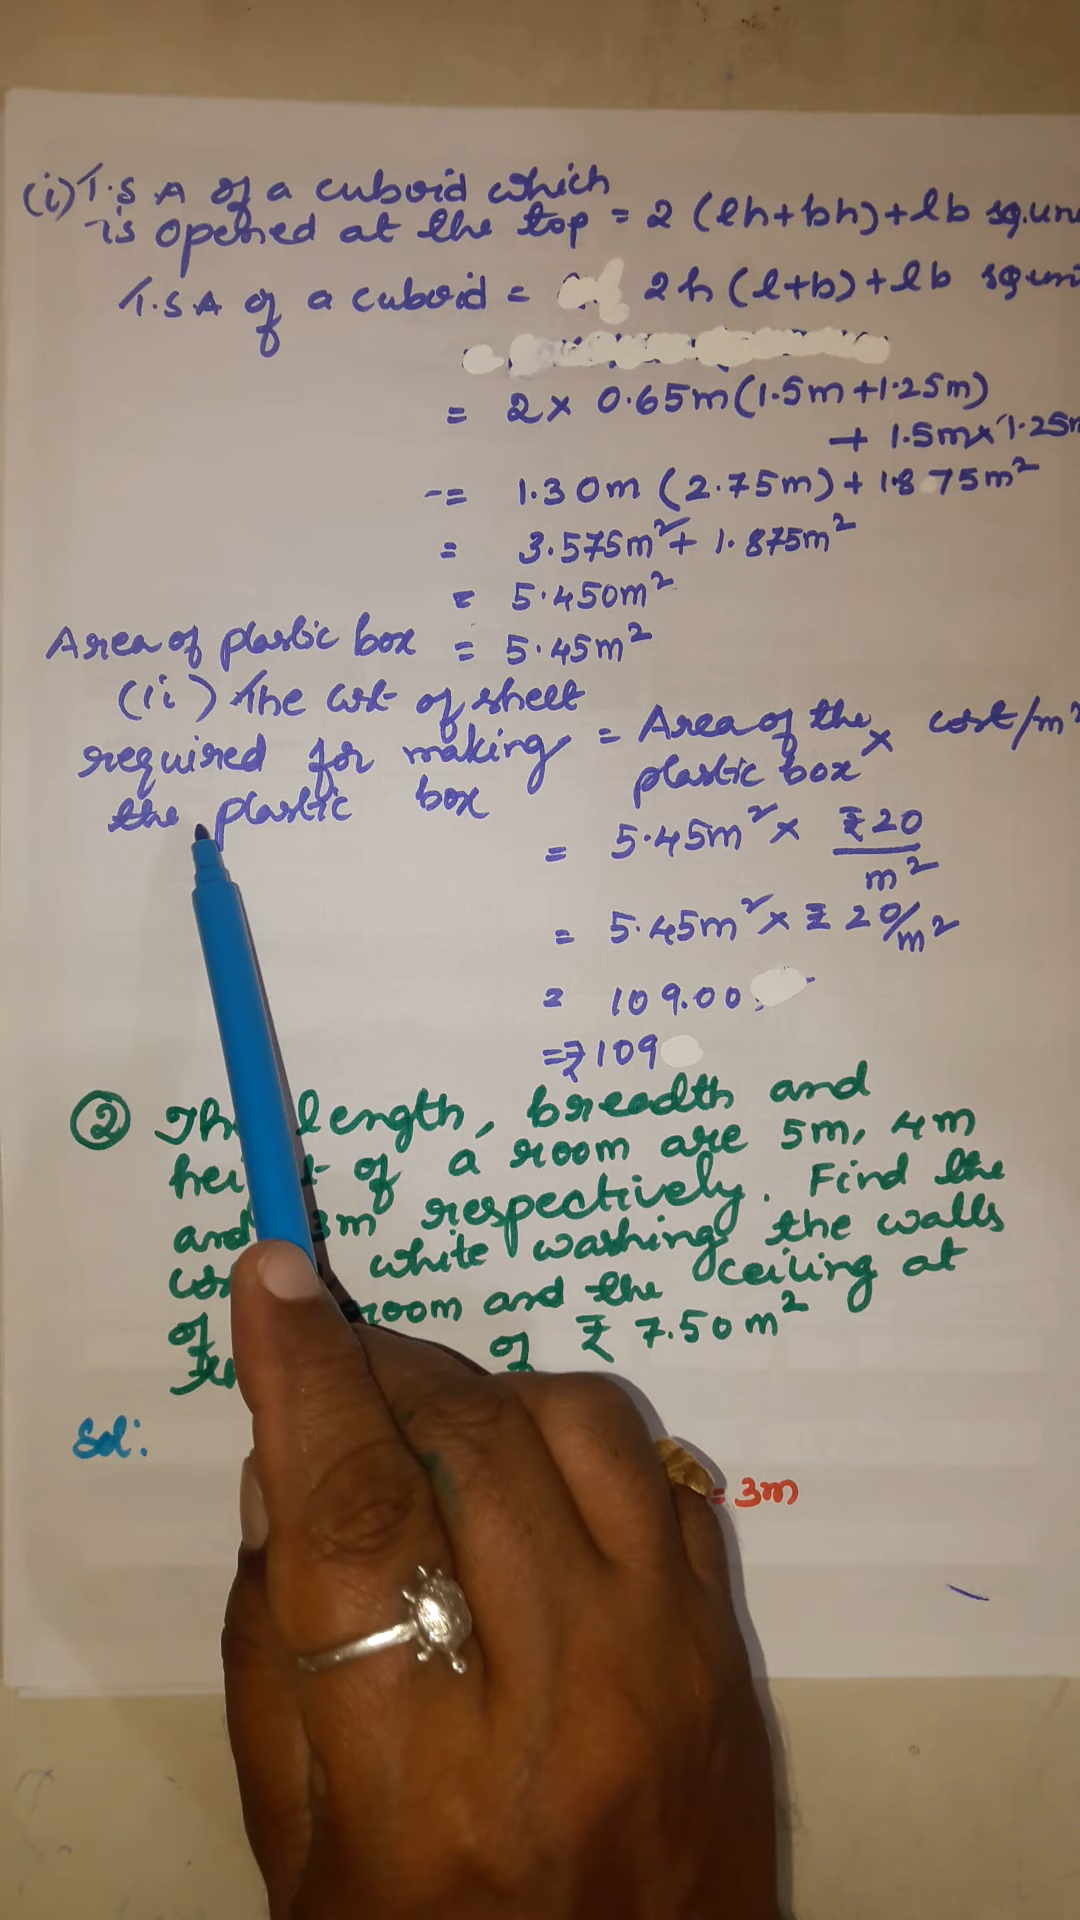 (i) T.S.A of a cuboid which
is opened at the top = 2 (lh+bh)+lb sq.un
T.S.A of a cuboid = 2h (l+b)+lb sq.uni
= 2 × 0.65m (1.5m+1.25m)
+ 1.5m×1.25m
= 1.30m (2.75m) + 1.875m²
= 3.575m² + 1.875m²
= 5.450m²
Area of plastic box = 5.45m²
(ii) The cost of sheet
required for making = Area of the × cost/m²
the plastic box plastic box
= 5.45m² × ₹20
m²
= 5.45m² × ₹ 20/m²
= 109.00
= ₹109
② The length, breadth and
of a room are 5m, 4m
and 3m respectively. Find the
white washing the walls
of room and the ceiling at
of ₹ 7.50 m²
Sol:
= 3m